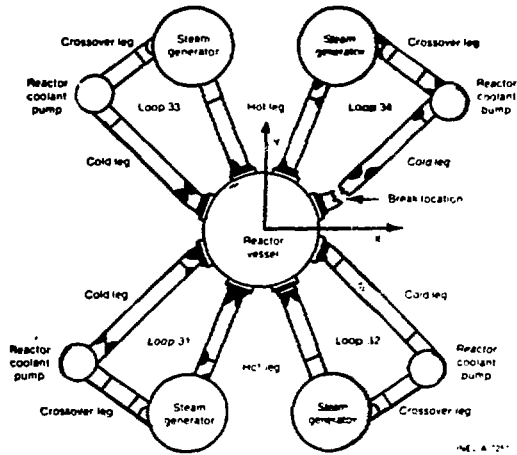 Crossover leg
Steam
generator
Steam
generator
Crossover leg
Reactor
coolant
pump
Loop 33
Hot leg
Loop 34
Reactor
coolant
pump
Cold leg
Y
Cold leg
Break location
X
Reactor
vessel
Cold leg
Cold leg
Reactor
coolant
pump
Loop 31
Hot leg
Loop 32
Reactor
coolant
pump
Crossover leg
Steam
generator
Steam
generator
Crossover leg